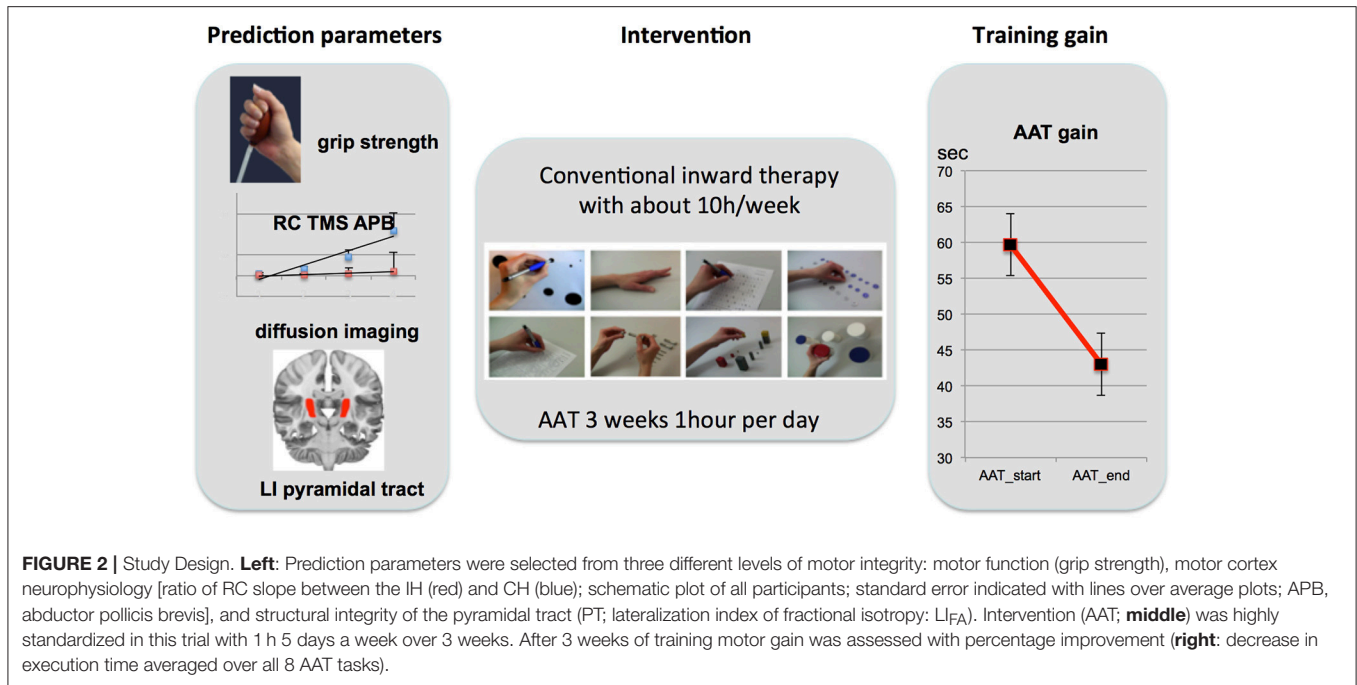 Prediction parameters
Intervention
Training gain
grip strength
RC TMS APB
diffusion imaging
LI pyramidal tract
Conventional inward therapy
with about 10h/week
AAT 3 weeks 1hour per day
AAT gain
sec
70
65
60
55
50
45
40
35
30
AAT_start AAT_end
FIGURE 2 | Study Design. Left: Prediction parameters were selected from three different levels of motor integrity: motor function (grip strength), motor cortex
neurophysiology [ratio of RC slope between the IH (red) and CH (blue); schematic plot of all participants; standard error indicated with lines over average plots; APB,
abductor pollicis brevis], and structural integrity of the pyramidal tract (PT; lateralization index of fractional isotropy: LIFA). Intervention (AAT; middle) was highly
standardized in this trial with 1 h 5 days a week over 3 weeks. After 3 weeks of training motor gain was assessed with percentage improvement (right: decrease in
execution time averaged over all 8 AAT tasks).